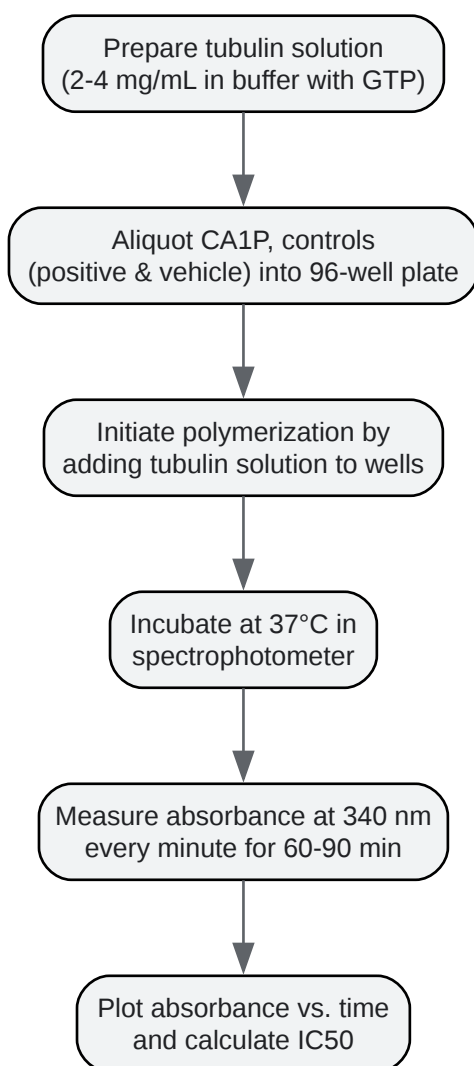 Prepare tubulin solution
(2-4 mg/mL in buffer with GTP)
Aliquot CA1P, controls
(positive & vehicle) into 96-well plate
Initiate polymerization by
adding tubulin solution to wells
Incubate at 37°C in
spectrophotometer
Measure absorbance at 340 nm
every minute for 60-90 min
Plot absorbance vs. time
and calculate IC50